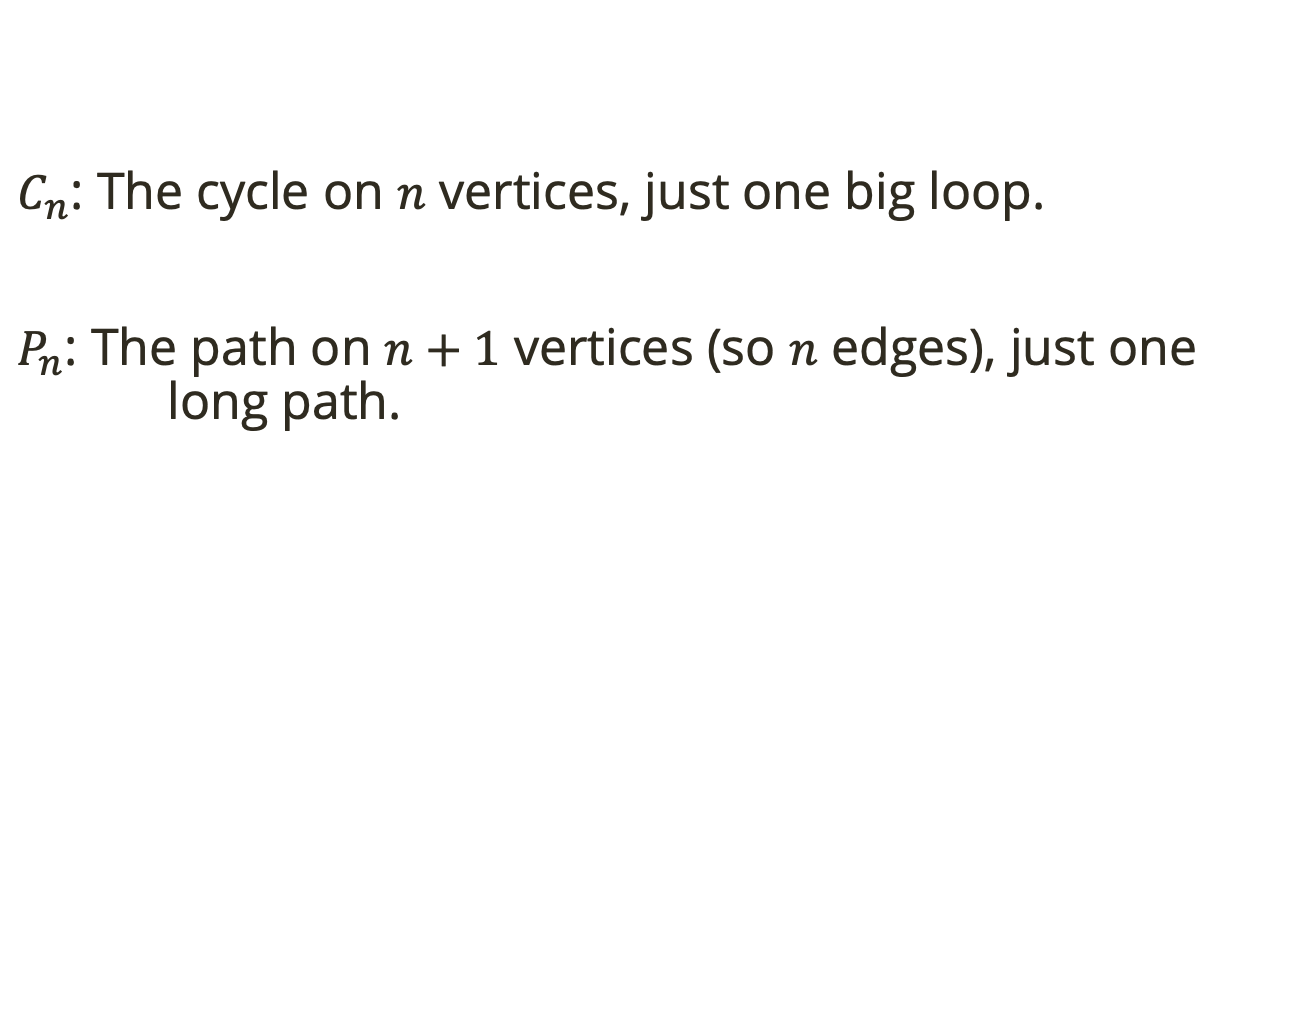 Cₙ: The cycle on n vertices, just one big loop.
Pₙ: The path on n + 1 vertices (so n edges), just one
long path.